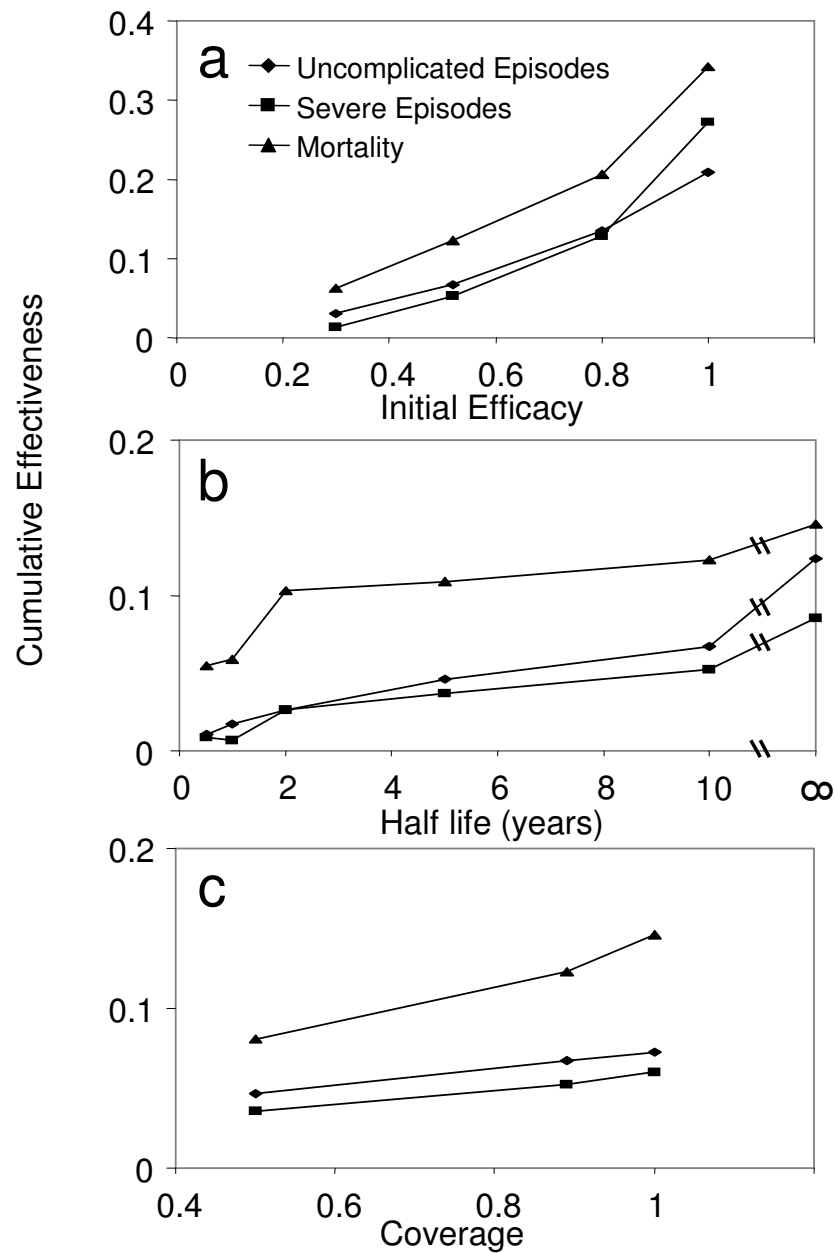 Cumulative Effectiveness
0.4
a
Uncomplicated Episodes
0.3
Severe Episodes
Mortality
0.2
0.1
0
0 0.2 0.4 0.6 0.8 1
Initial Efficacy
0.2
b
0.1
0
0 2 4 6 8 10 ∞
Half life (years)
0.2
c
0.1
0
0.4 0.6 0.8 1
Coverage